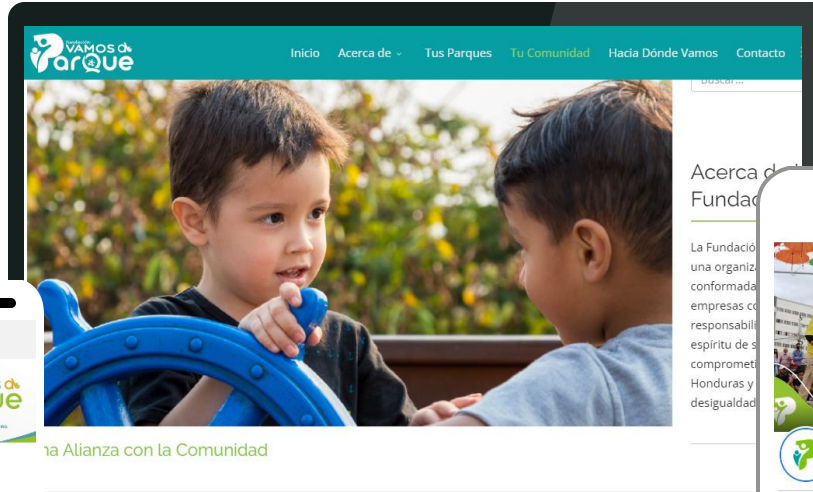 Fundación
VAMOS de
Parque
Inicio
Acerca de
Tus Parques
Tu Comunidad
Hacia Dónde Vamos
Contacto
Buscar...
Acerca de
Fundac
La Fundació
una organiz
conformada
empresas co
responsabili
espíritu de s
comprometi
Honduras y
desigualdad
na Alianza con la Comunidad